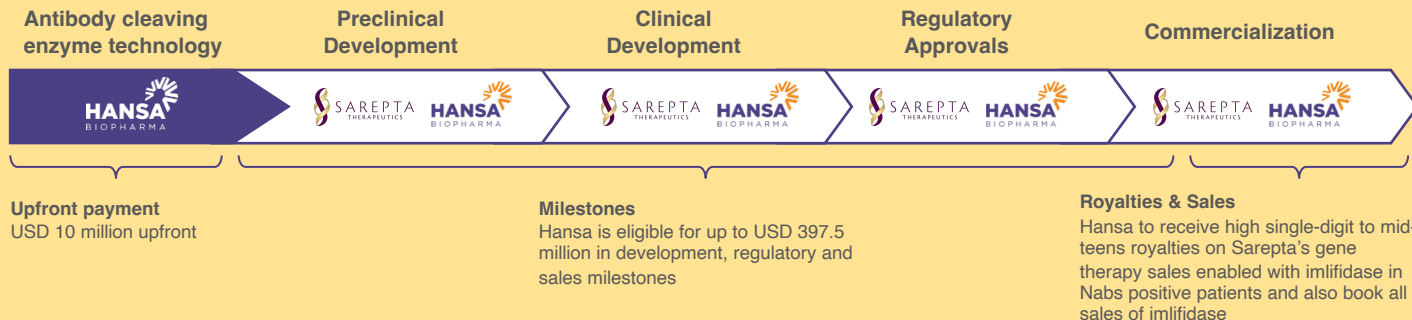 Antibody cleaving
enzyme technology
Preclinical
Development
Clinical
Development
Regulatory
Approvals
Commercialization
HANSA
BIOPHARMA
SAREPTA
THERAPEUTICS
HANSA
BIOPHARMA
SAREPTA
THERAPEUTICS
HANSA
BIOPHARMA
SAREPTA
THERAPEUTICS
HANSA
BIOPHARMA
SAREPTA
THERAPEUTICS
HANSA
BIOPHARMA
Upfront payment
USD 10 million upfront
Milestones
Hansa is eligible for up to USD 397.5
million in development, regulatory and
sales milestones
Royalties & Sales
Hansa to receive high single-digit to mid-
teens royalties on Sarepta's gene
therapy sales enabled with imlifidase in
Nabs positive patients and also book all
sales of imlifidase